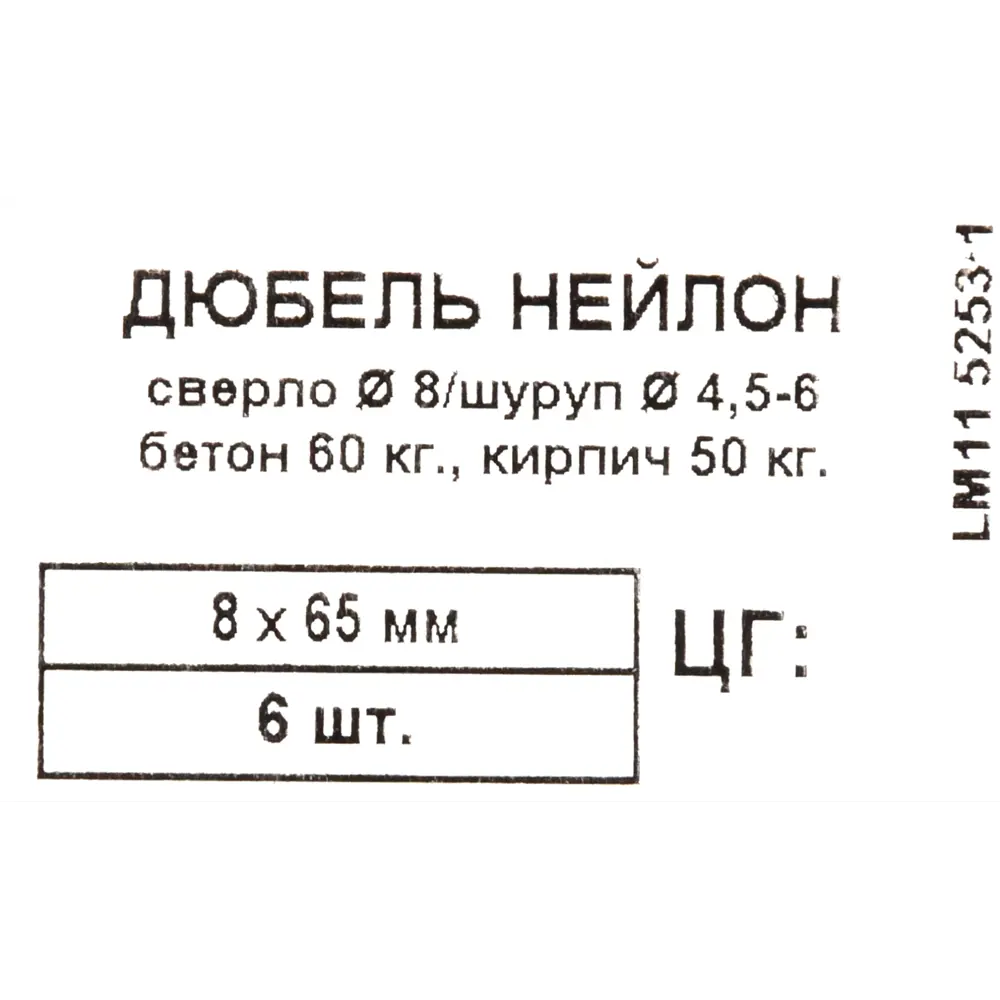 ДЮБЕЛЬ НЕЙЛОН
сверло Ø 8/шуруп Ø 4,5-6
бетон 60 кг., кирпич 50 кг.
8 x 65 мм
6 шт.
ЦГ:
LM11 5253-1